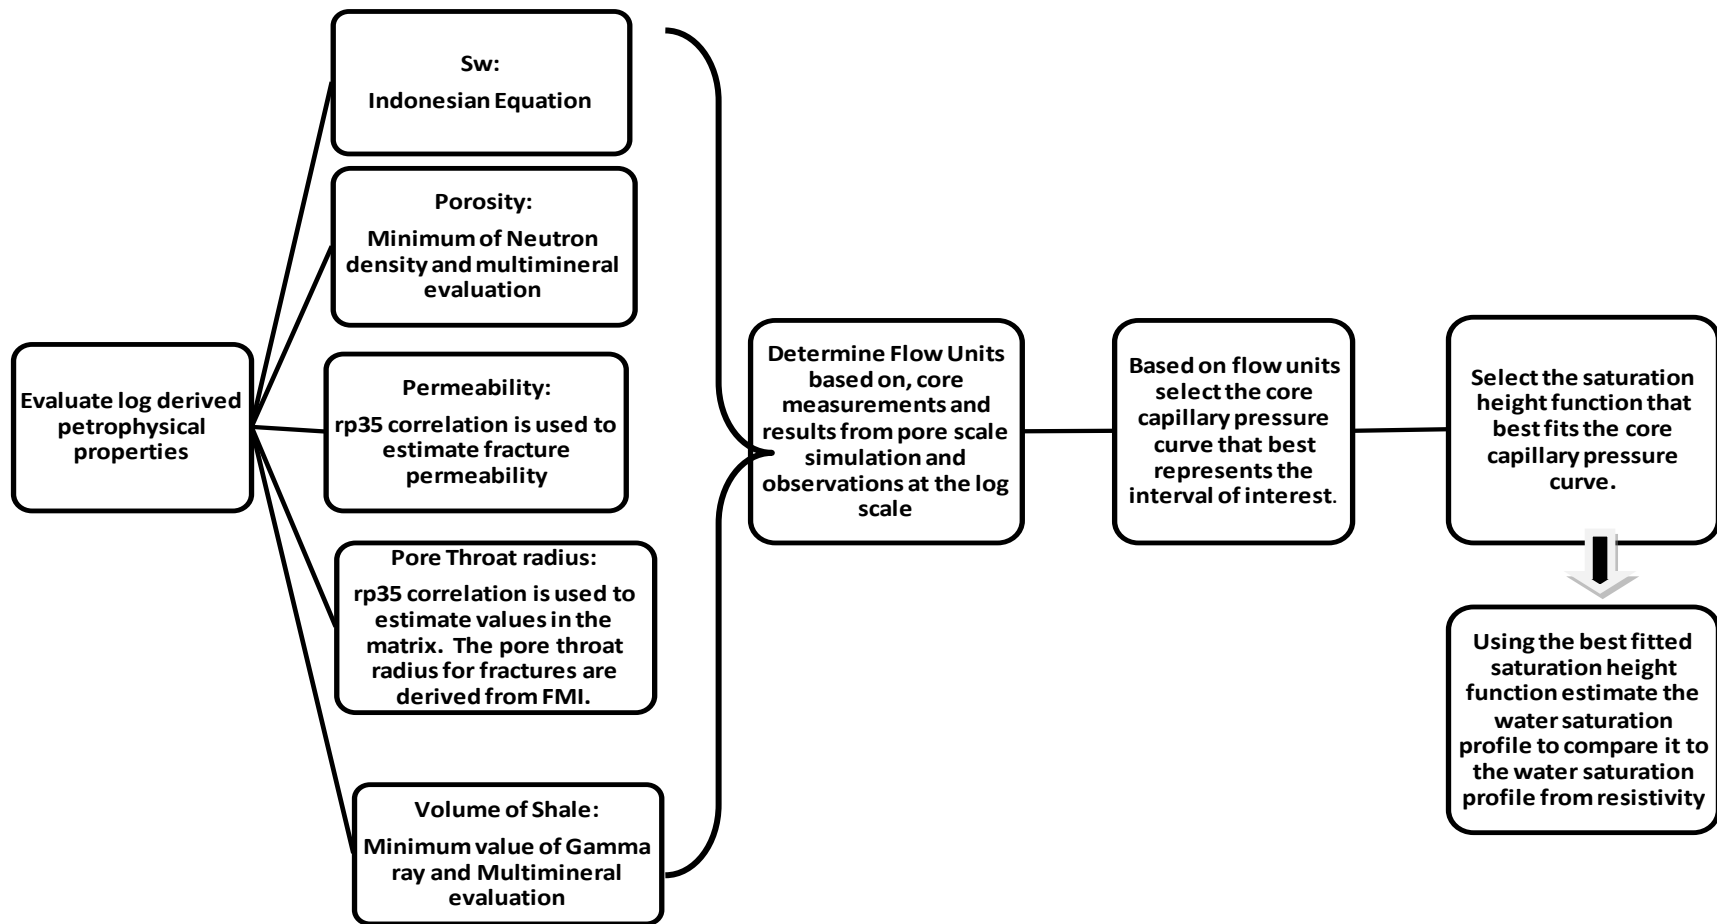 Evaluate log derived
petrophysical
properties
Sw:
Indonesian Equation
Porosity:
Minimum of Neutron
density and multimineral
evaluation
Permeability:
rp35 correlation is used to
estimate fracture
permeability
Pore Throat radius:
rp35 correlation is used to
estimate values in the
matrix. The pore throat
radius for fractures are
derived from FMI.
Volume of Shale:
Minimum value of Gamma
ray and Multimineral
evaluation
Determine Flow Units
based on, core
measurements and
results from pore scale
simulation and
observations at the log
scale
Based on flow units
select the core
capillary pressure
curve that best
represents the
interval of interest.
Select the saturation
height function that
best fits the core
capillary pressure
curve.
Using the best fitted
saturation height
function estimate the
water saturation
profile to compare it to
the water saturation
profile from resistivity